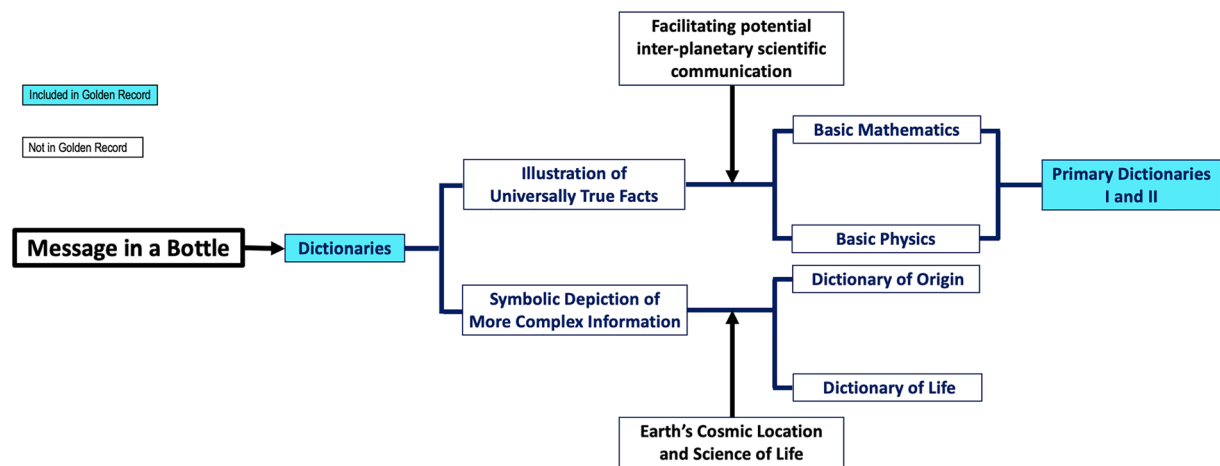 Facilitating potential
inter-planetary scientific
communication
Included in Golden Record
Not in Golden Record
Basic Mathematics
Illustration of
Universally True Facts
Primary Dictionaries
I and II
Message in a Bottle
Dictionaries
Basic Physics
Dictionary of Origin
Symbolic Depiction of
More Complex Information
Dictionary of Life
Earth's Cosmic Location
and Science of Life